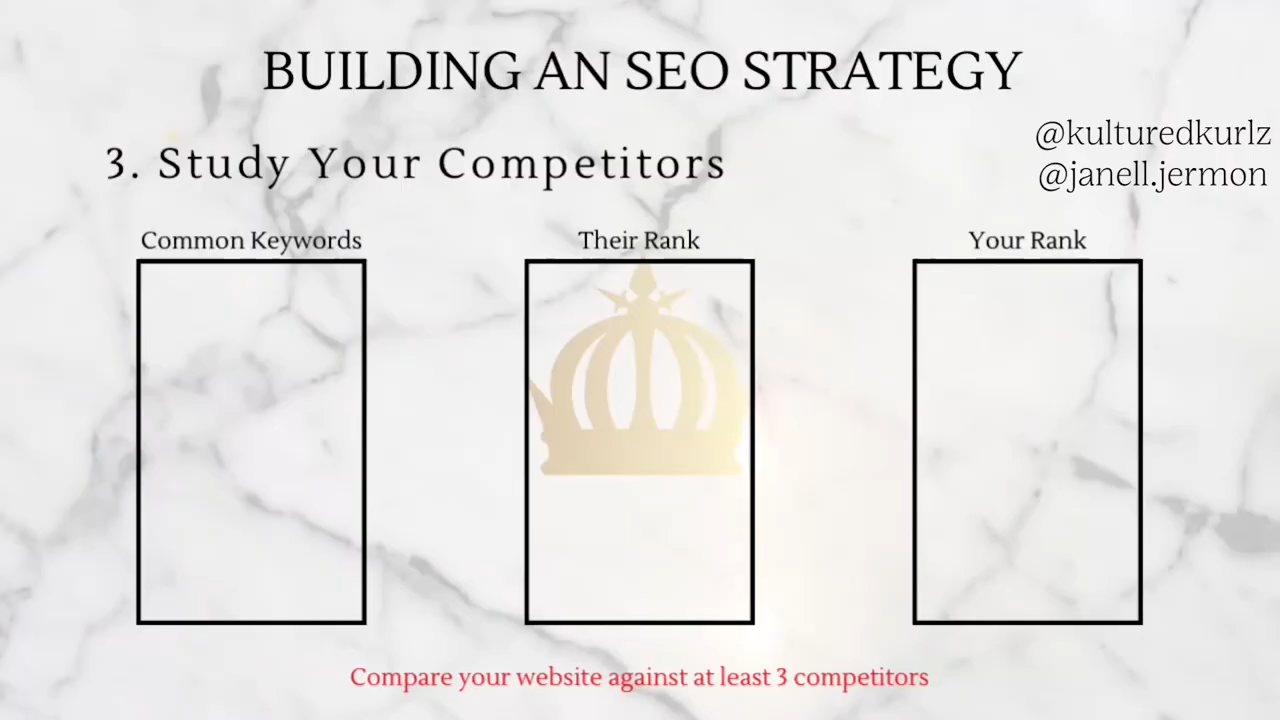 BUILDING AN SEO STRATEGY
@kulturedkurlz
@janell.jermon
3. Study Your Competitors
Common Keywords
Their Rank
Your Rank
Compare your website against at least 3 competitors